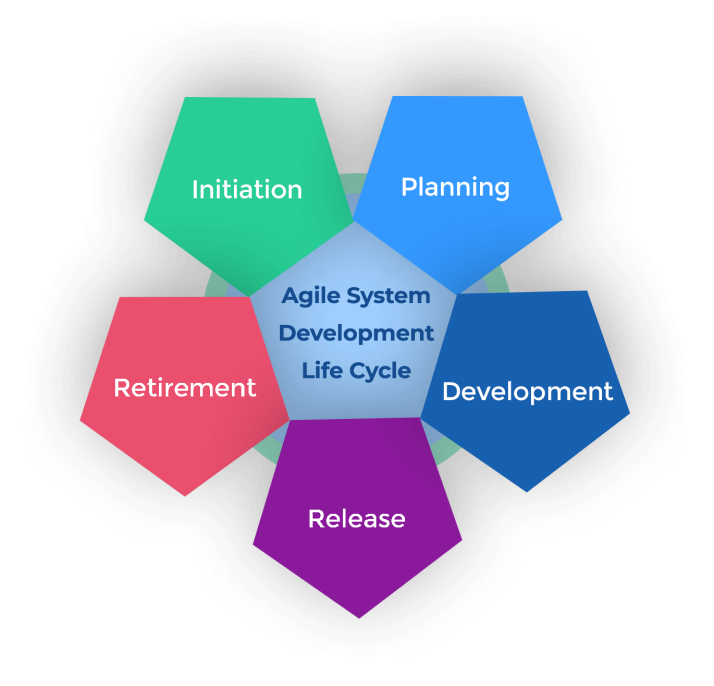 Initiation
Planning
Agile System
Development
Life Cycle
Retirement
Development
Release